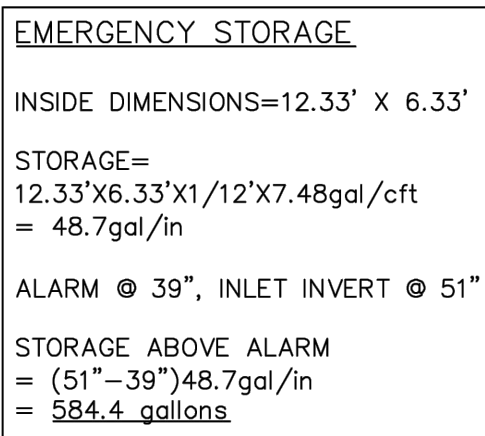 EMERGENCY STORAGE
INSIDE DIMENSIONS=12.33' X 6.33'
STORAGE=
12.33'X6.33'X1/12'X7.48gal/cft
= 48.7gal/in
ALARM @ 39", INLET INVERT @ 51"
STORAGE ABOVE ALARM
= (51"-39")48.7gal/in
= 584.4 gallons